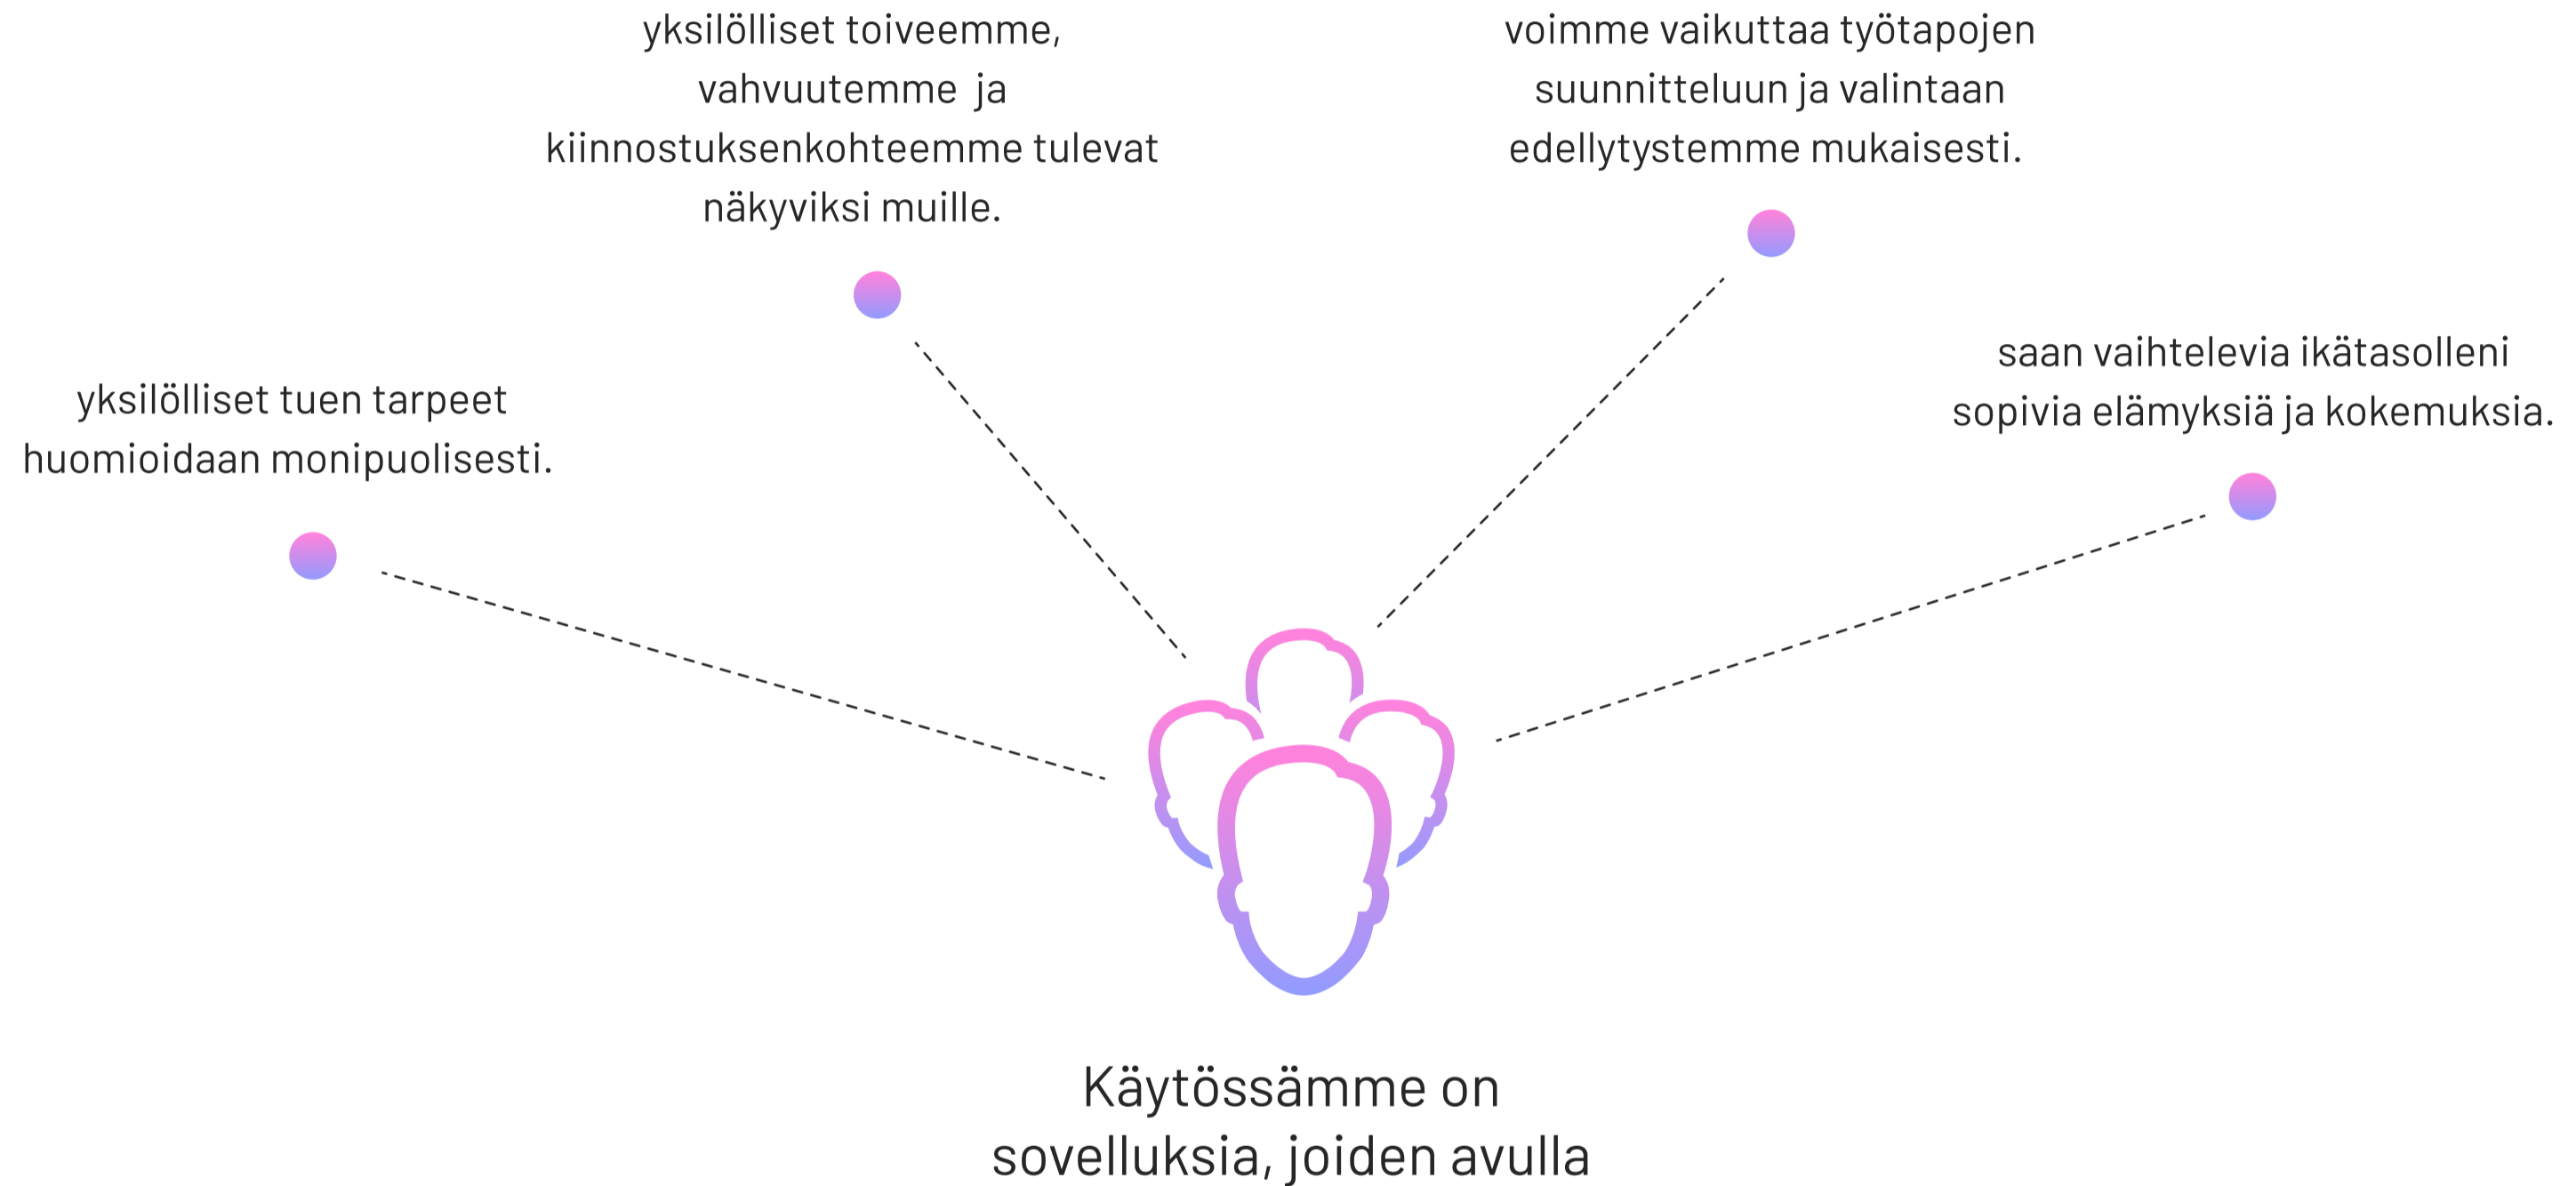 yksilölliset toiveemme,
vahvuutemme ja
kiinnostuksenkohteemme tulevat
näkyviksi muille.
voimme vaikuttaa työtapojen
suunnitteluun ja valintaan
edellytystemme mukaisesti.
yksilölliset tuen tarpeet
huomioidaan monipuolisesti.
saan vaihtelevia ikätasolleni
sopivia elämyksiä ja kokemuksia.
Käytössämme on
sovelluksia, joiden avulla